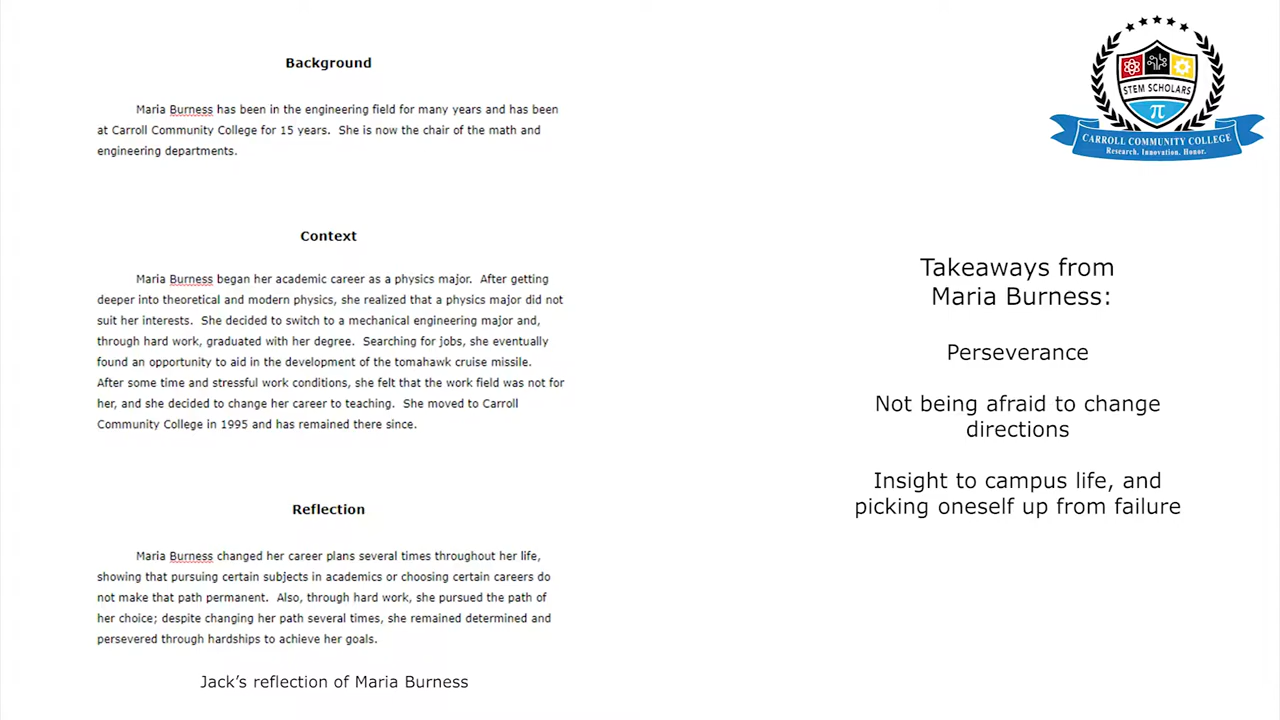 Background
Maria Burness has been in the engineering field for many years and has been
at Carroll Community College for 15 years.  She is now the chair of the math and
engineering departments.
Context
Maria Burness began her academic career as a physics major.  After getting
deeper into theoretical and modern physics, she realized that a physics major did not
suit her interests.  She decided to switch to a mechanical engineering major and,
through hard work, graduated with her degree.  Searching for jobs, she eventually
found an opportunity to aid in the development of the tomahawk cruise missile.
After some time and stressful work conditions, she felt that the work field was not for
her, and she decided to change her career to teaching.  She moved to Carroll
Community College in 1995 and has remained there since.
Reflection
Maria Burness changed her career plans several times throughout her life,
showing that pursuing certain subjects in academics or choosing certain careers do
not make that path permanent.  Also, through hard work, she pursued the path of
her choice; despite changing her path several times, she remained determined and
persevered through hardships to achieve her goals.
Jack's reflection of Maria Burness
STEM SCHOLARS
π
CARROLL COMMUNITY COLLEGE
Research. Innovation. Honor.
Takeaways from
Maria Burness:
Perseverance
Not being afraid to change
directions
Insight to campus life, and
picking oneself up from failure